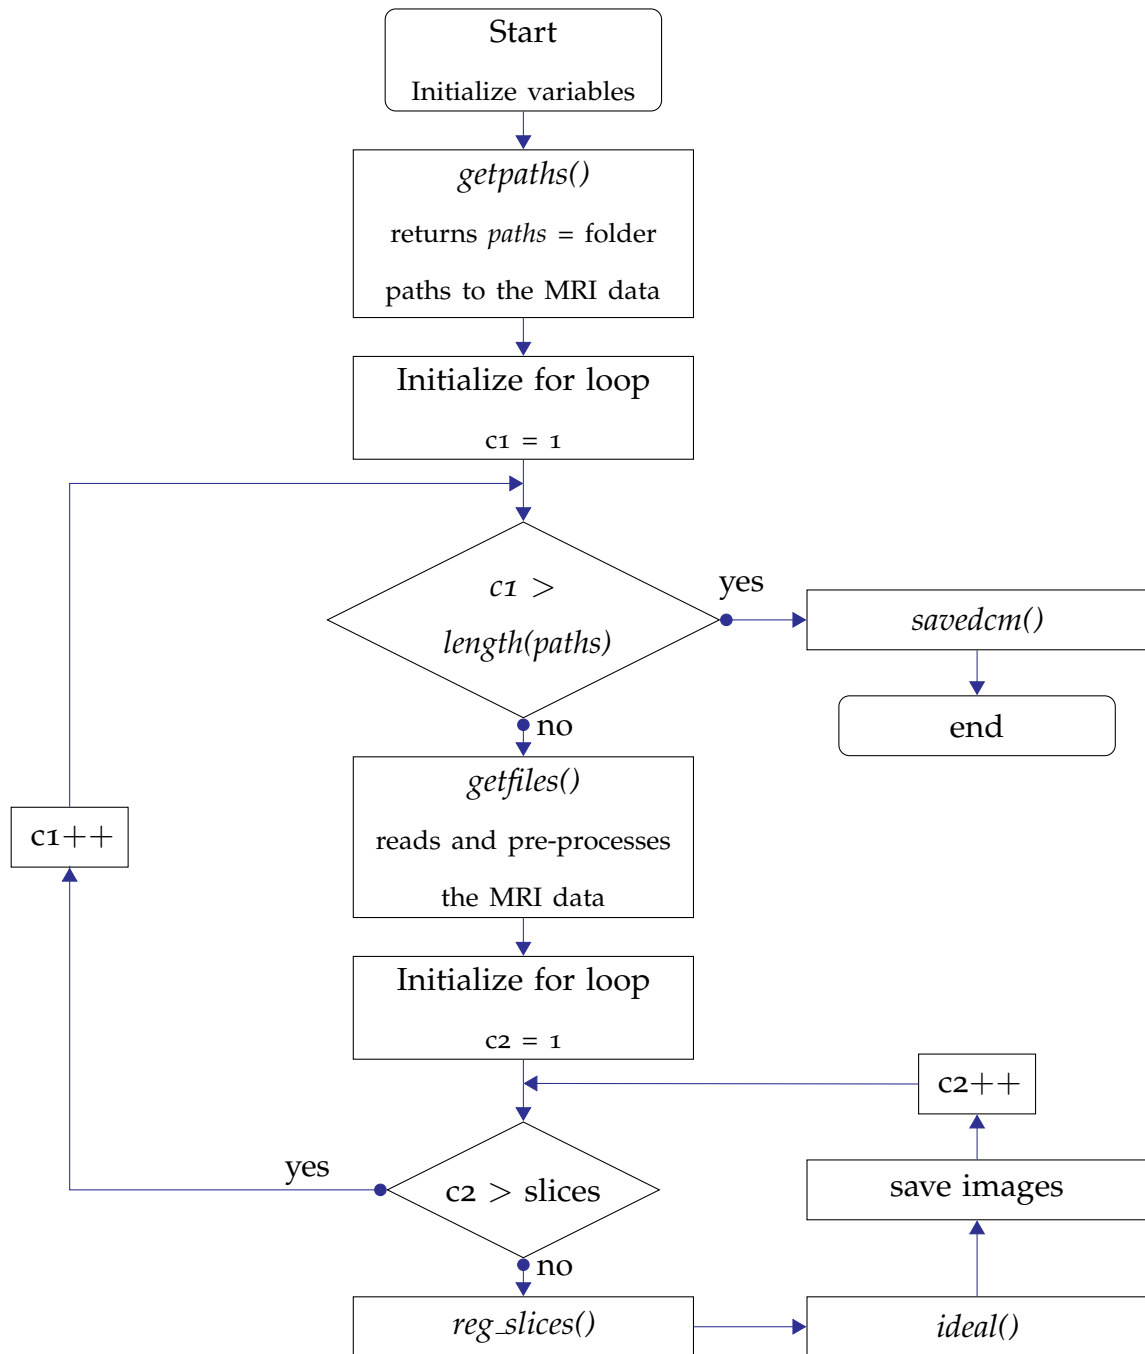 Start
Initialize variables
getpaths()
returns paths = folder
paths to the MRI data
Initialize for loop
c1 = 1
c1 >
length(paths)
yes
savedcm()
end
no
getfiles()
reads and pre-processes
the MRI data
c1++
Initialize for loop
c2 = 1
c2++
yes
c2 > slices
save images
no
reg_slices()
ideal()